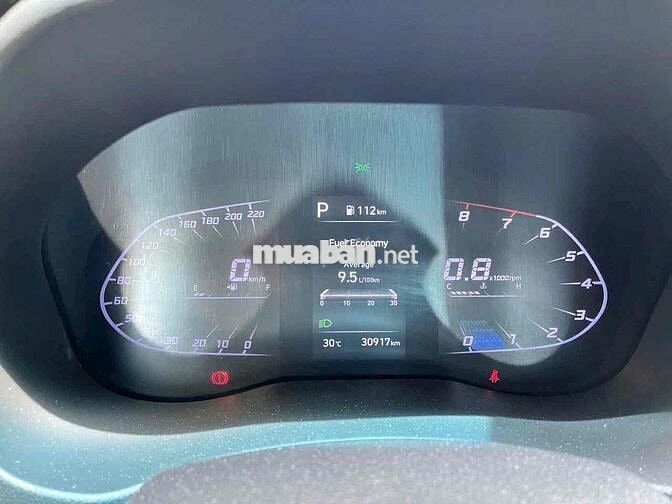 P 112km
Fuel Economy
Average
9.5 L/100km
0 10 20 30
30°C 30917km
220
200
180
160
140
120
100
80
60
50
30
20
10
0
0 km/h
E F
8
7
6
5
4
3
2
1
0
0.8 x1000rpm
C H
muaban.net